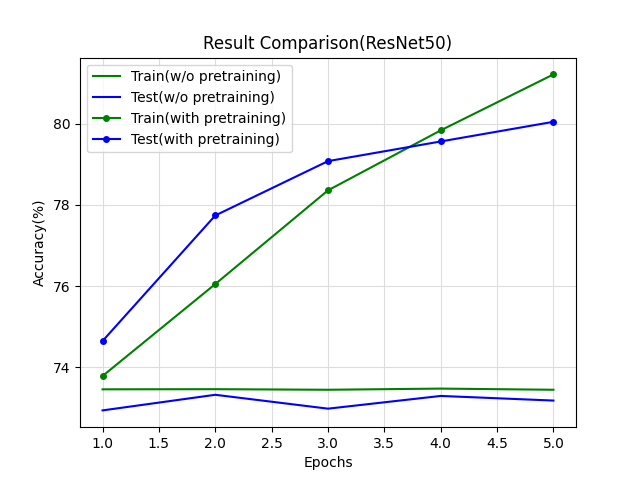 Result Comparison(ResNet50)
Train(w/o pretraining)
Test(w/o pretraining)
Train(with pretraining)
Test(with pretraining)
Accuracy(%)
80
78
76
74
1.0 1.5 2.0 2.5 3.0 3.5 4.0 4.5 5.0
Epochs